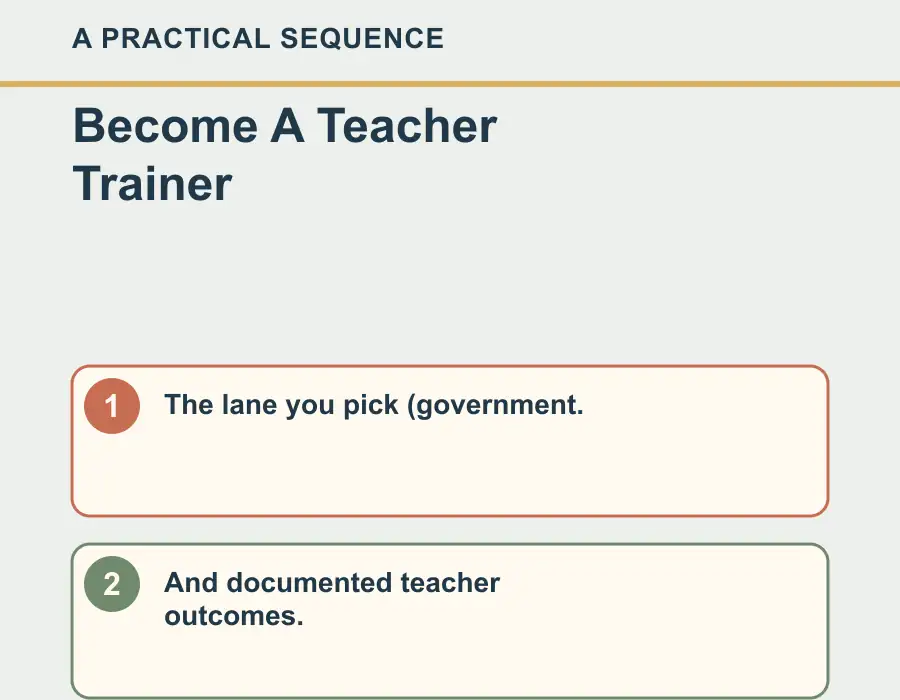 A PRACTICAL SEQUENCE
Become A Teacher
Trainer
1
The lane you pick (government.
2
And documented teacher
outcomes.